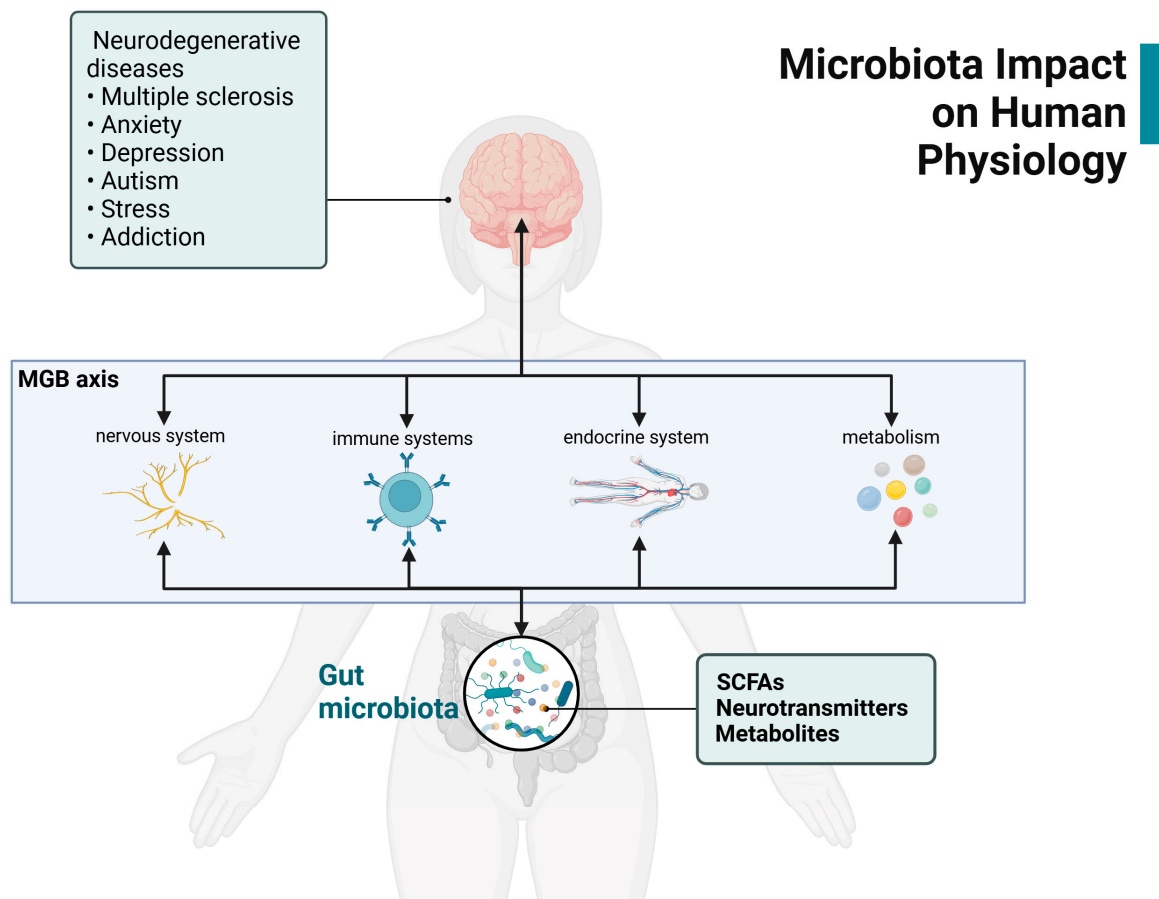 Microbiota Impact
on Human
Physiology
Neurodegenerative
diseases
• Multiple sclerosis
• Anxiety
• Depression
• Autism
• Stress
• Addiction
MGB axis
nervous system
immune systems
endocrine system
metabolism
Gut
microbiota
SCFAs
Neurotransmitters
Metabolites